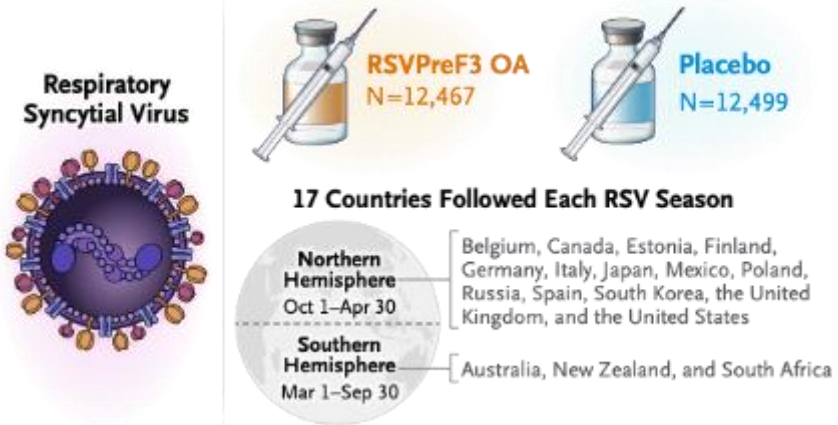 Respiratory
Syncytial Virus
RSVPreF3 OA
N=12,467
Placebo
N=12,499
17 Countries Followed Each RSV Season
Northern
Hemisphere
Oct 1–Apr 30
Belgium, Canada, Estonia, Finland,
Germany, Italy, Japan, Mexico, Poland,
Russia, Spain, South Korea, the United
Kingdom, and the United States
Southern
Hemisphere
Mar 1–Sep 30
Australia, New Zealand, and South Africa